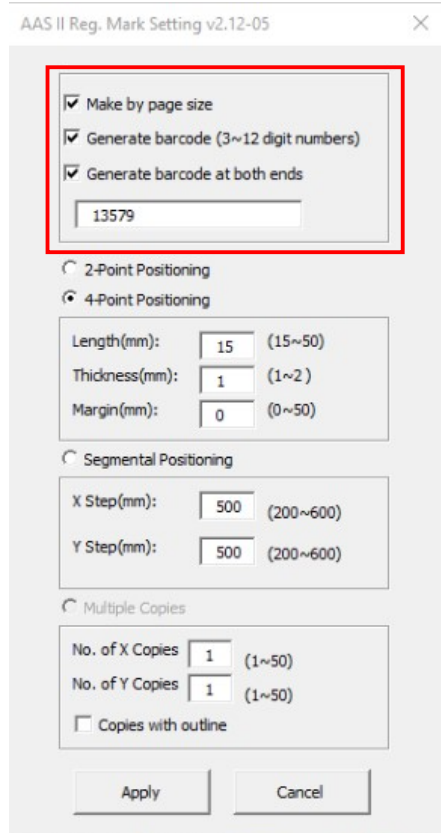 AAS II Reg. Mark Setting v2.12-05
Make by page size
Generate barcode (3~12 digit numbers)
Generate barcode at both ends
13579
2-Point Positioning
4-Point Positioning
Length(mm): 15 (15~50)
Thickness(mm): 1 (1~2 )
Margin(mm): 0 (0~50)
Segmental Positioning
X Step(mm): 500 (200~600)
Y Step(mm): 500 (200~600)
Multiple Copies
No. of X Copies 1 (1~50)
No. of Y Copies 1 (1~50)
Copies with outline
Apply Cancel